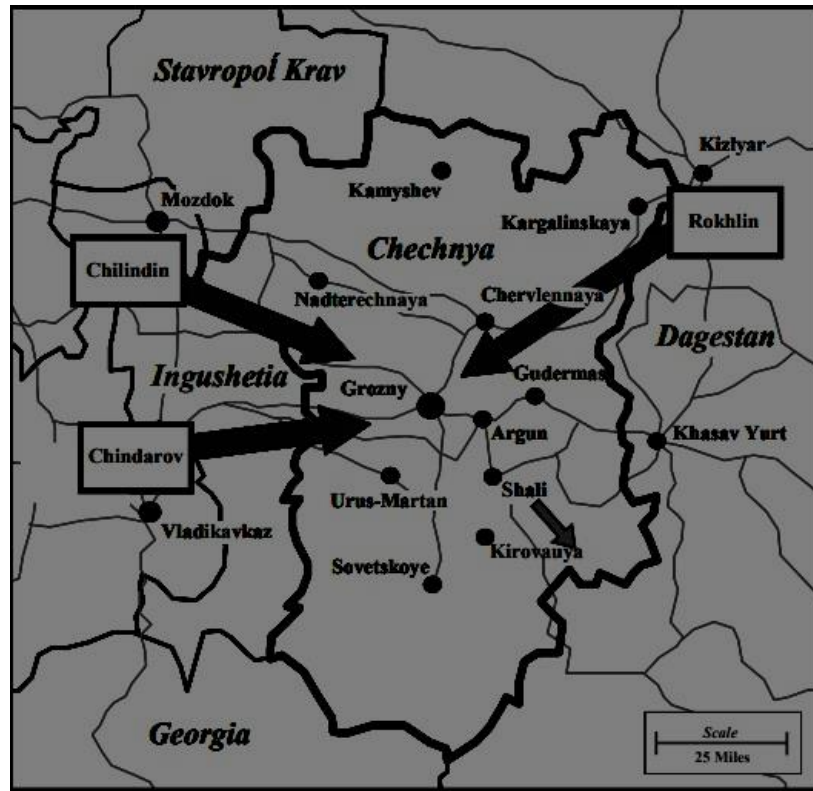 Stavropol´ Krav
Kizlyar
Kamyshev
Mozdok
Kargalinskaya
Rokhlin
Chechnya
Chilindin
Nadterechnaya
Chervlennaya
Dagestan
Ingushetia
Gudermas
Grozny
Argun
Khasav Yurt
Chindarov
Shali
Urus-Martan
Vladikavkaz
Kirovauya
Sovetskoye
Georgia
Scale
25 Miles